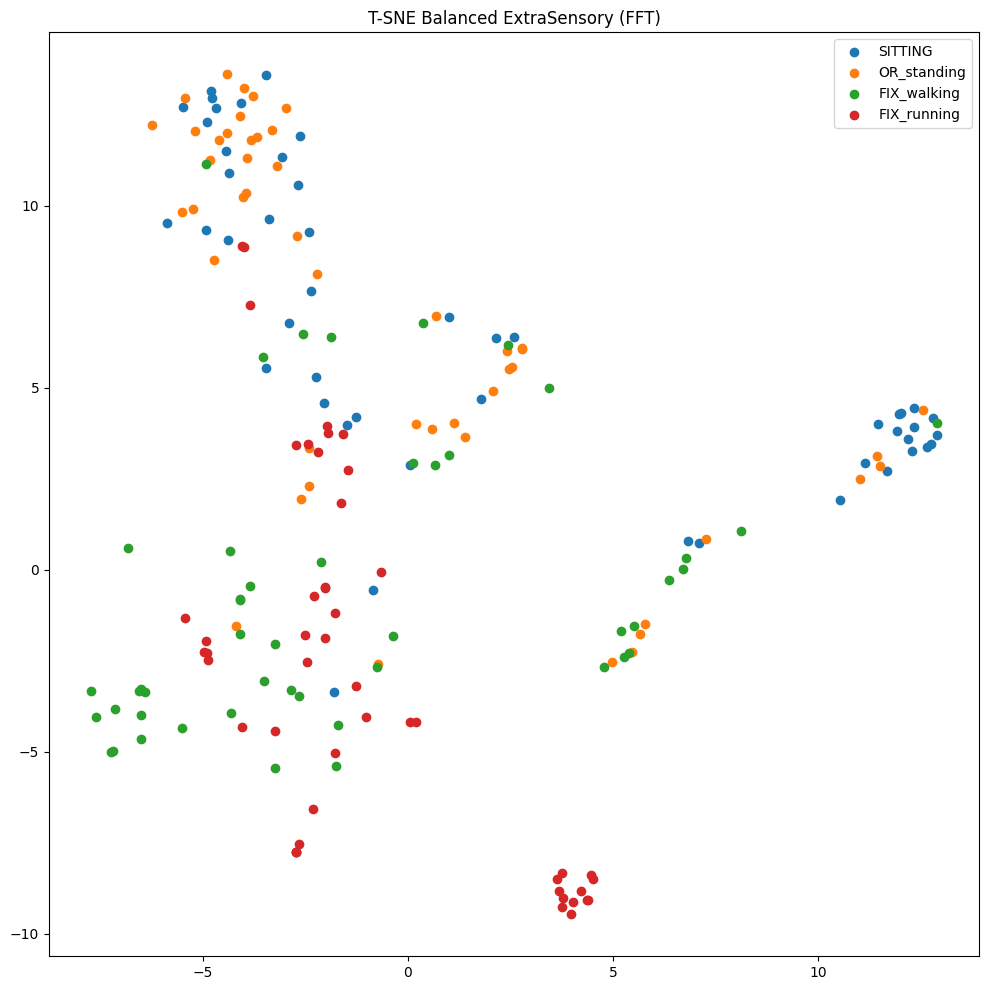 T-SNE Balanced ExtraSensory (FFT)
SITTING
OR_standing
FIX_walking
FIX_running
10
5
0
−5
−10
−5
0
5
10